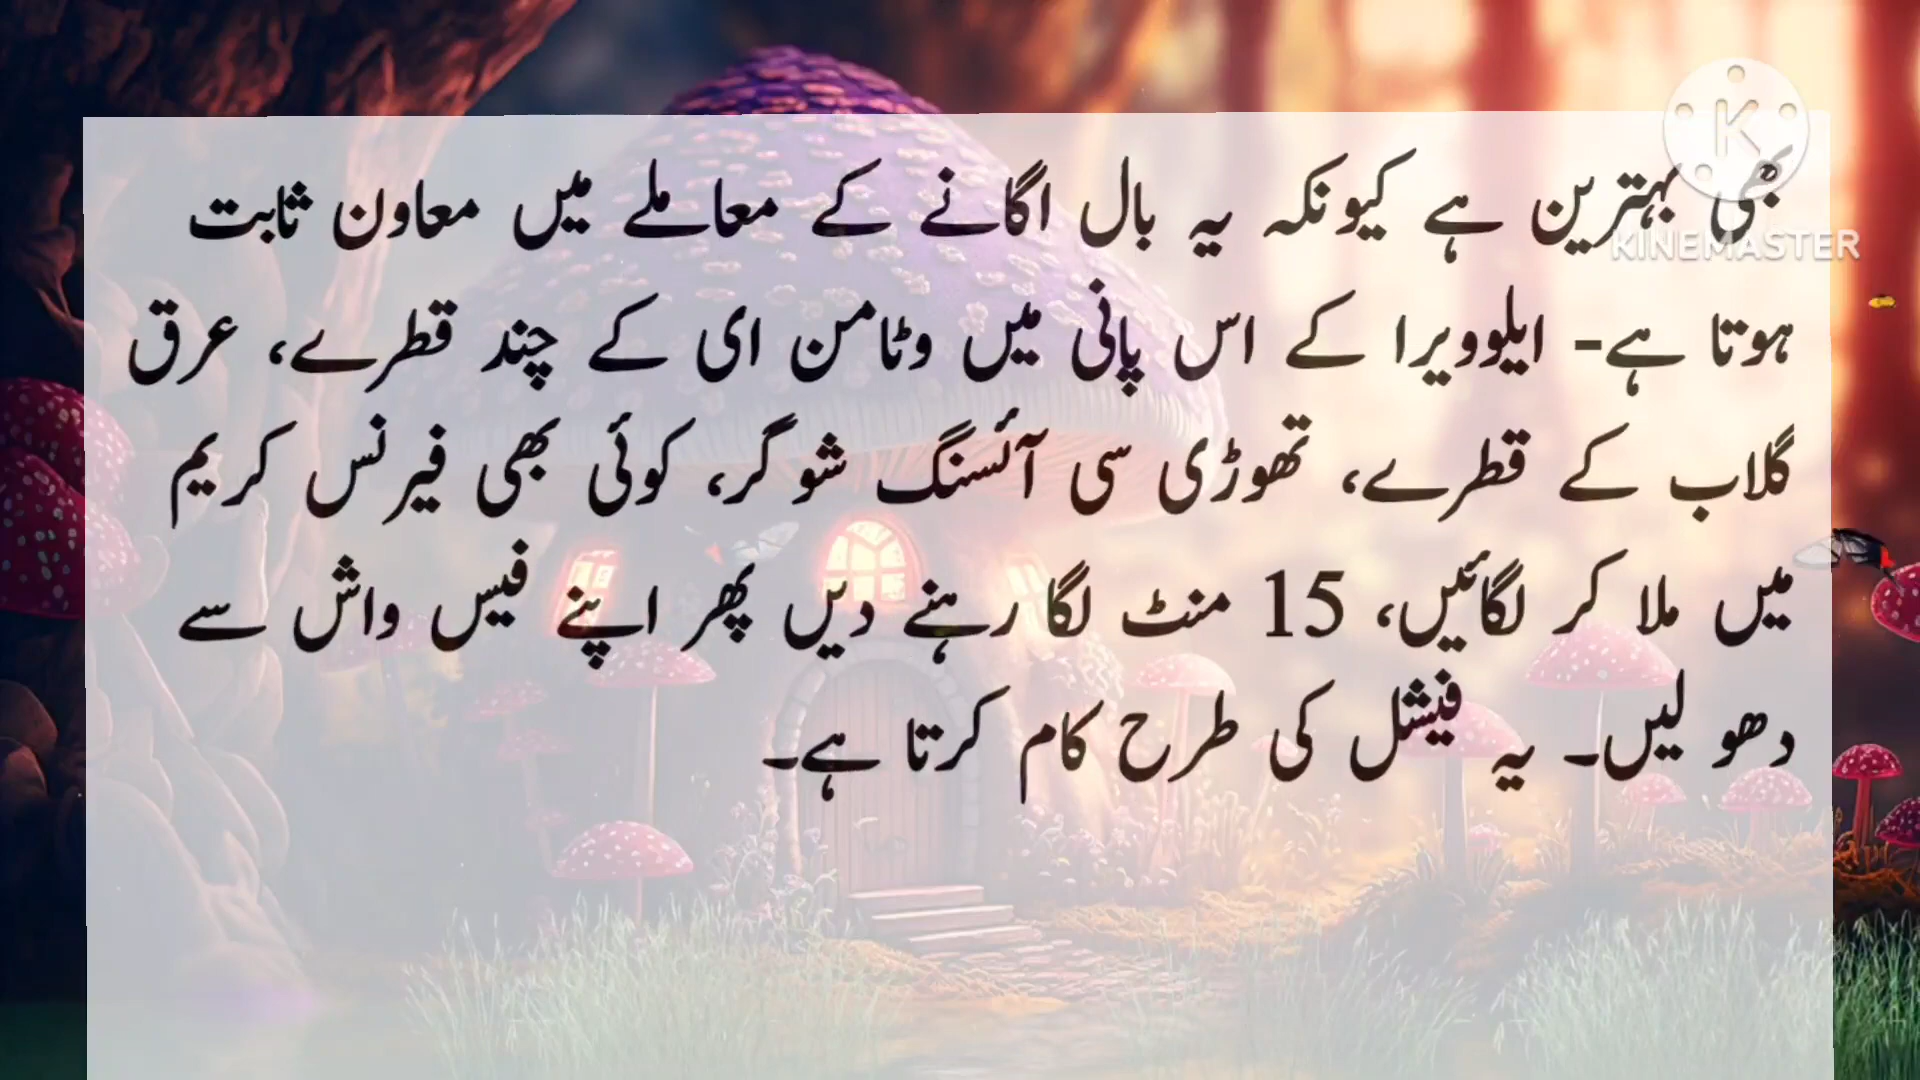 بھی بہترین ہے کیونکہ یہ بال اگانے کے معاملے میں معاون ثابت
ہوتا ہے- ایلوویرا کے اس پانی میں وٹامن ای کے چند قطرے، عرق
گلاب کے قطرے، تھوڑی سی آئسنگ شوگر، کوئی بھی فیرنس کریم
میں ملا کر لگائیں، 15 منٹ لگا رہنے دیں پھر اپنے فیس واش سے
دھو لیں۔ یہ فیشل کی طرح کام کرتا ہے۔
K
KINEMASTER